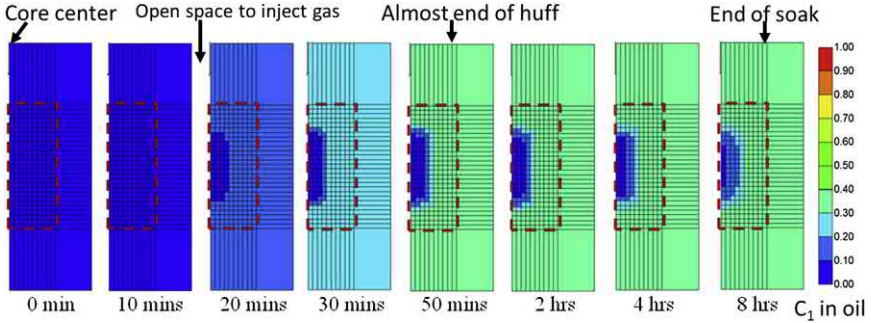 Core center
Open space to inject gas
Almost end of huff
End of soak
1.00
0.90
0.80
0.70
0.60
0.50
0.40
0.30
0.20
0.10
0.00
0 min
10 mins
20 mins
30 mins
50 mins
2 hrs
4 hrs
8 hrs
C₁ in oil